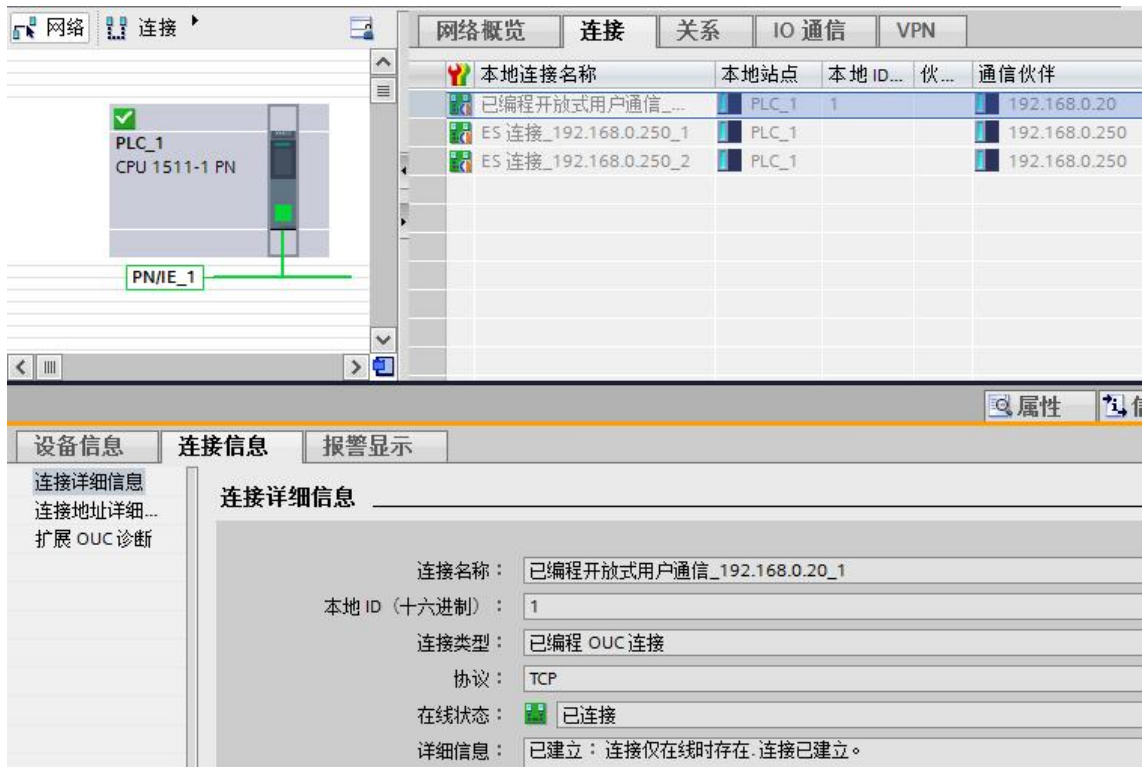 网络 连接
网络概览 连接 关系 IO 通信 VPN
本地连接名称 本地站点 本地 ID... 伙... 通信伙伴
已编程开放式用户通信_... PLC_1 1 192.168.0.20
ES 连接_192.168.0.250_1 PLC_1 192.168.0.250
ES 连接_192.168.0.250_2 PLC_1 192.168.0.250
PLC_1
CPU 1511-1 PN
PN/IE_1
属性
设备信息 连接信息 报警显示
连接详细信息
连接地址详细...
扩展 OUC 诊断
连接详细信息
连接名称： 已编程开放式用户通信_192.168.0.20_1
本地 ID（十六进制）： 1
连接类型： 已编程 OUC 连接
协议： TCP
在线状态： 已连接
详细信息： 已建立：连接仅在线时存在.连接已建立。